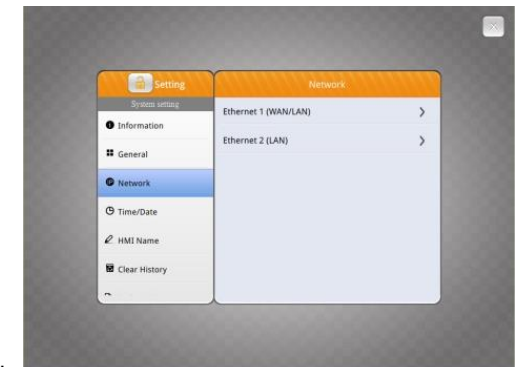 Setting
System setting
Information
General
Network
Time/Date
HMI Name
Clear History
Network
Ethernet 1 (WAN/LAN)
Ethernet 2 (LAN)